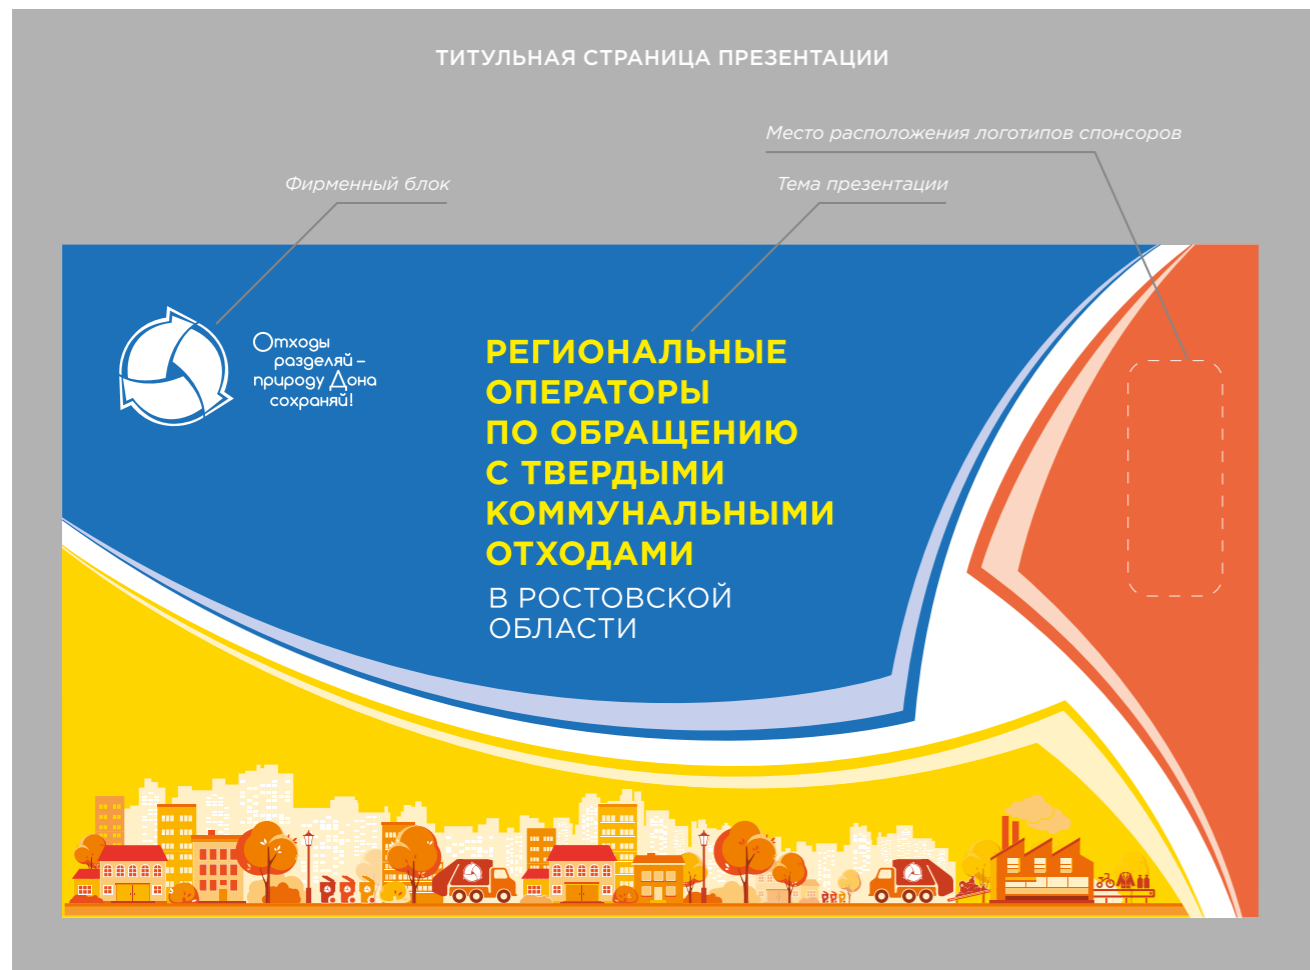 ТИТУЛЬНАЯ СТРАНИЦА ПРЕЗЕНТАЦИИ
Место расположения логотипов спонсоров
Фирменный блок
Тема презентации
Отходы
разделяй –
природу Дона
сохраняй!
РЕГИОНАЛЬНЫЕ
ОПЕРАТОРЫ
ПО ОБРАЩЕНИЮ
С ТВЕРДЫМИ
КОММУНАЛЬНЫМИ
ОТХОДАМИ
В РОСТОВСКОЙ
ОБЛАСТИ